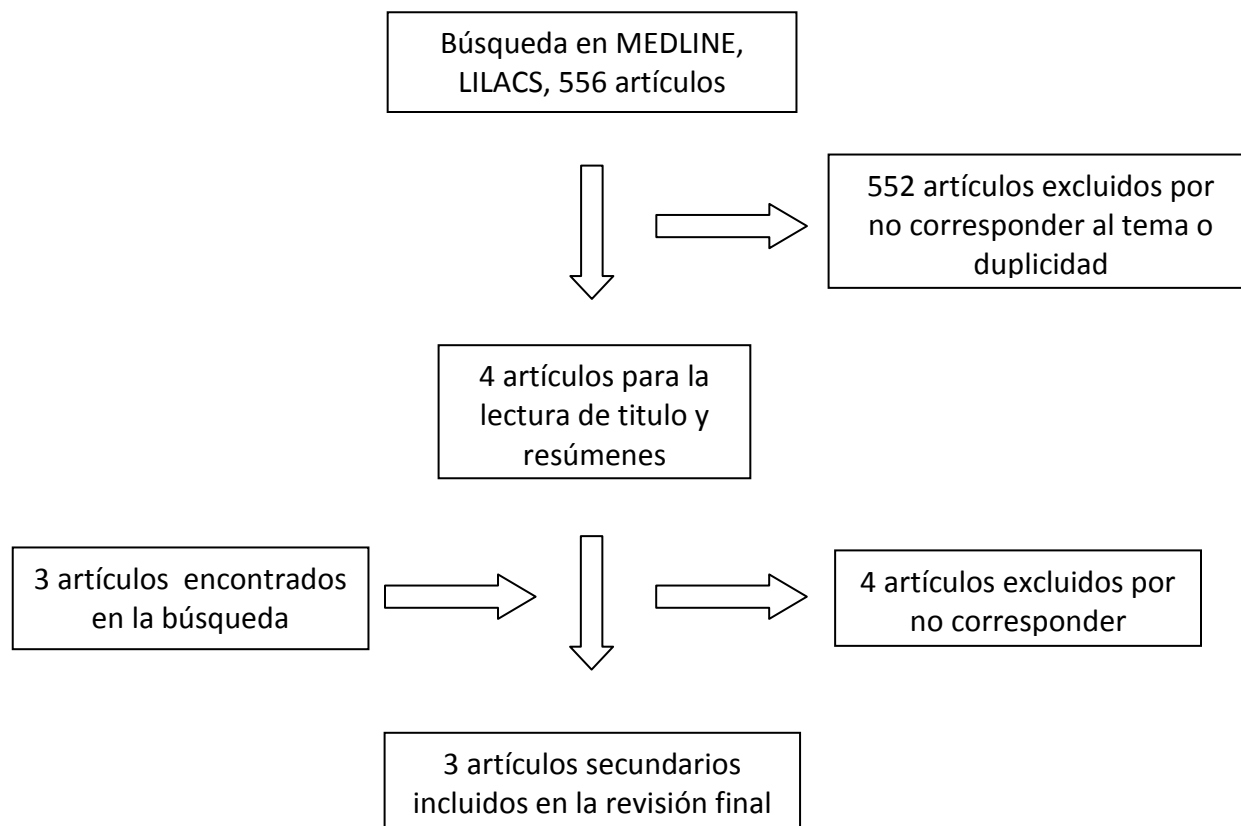 Búsqueda en MEDLINE,
LILACS, 556 artículos
552 artículos excluidos por
no corresponder al tema o
duplicidad
4 artículos para la
lectura de titulo y
resúmenes
3 artículos  encontrados
en la búsqueda
4 artículos excluidos por
no corresponder
3 artículos secundarios
incluidos en la revisión final